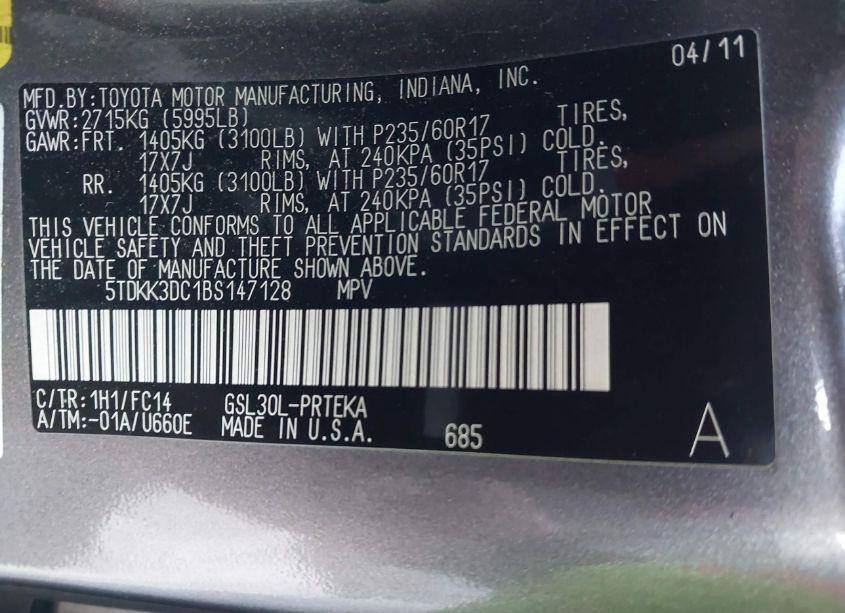 04/11
MFD.BY:TOYOTA MOTOR MANUFACTURING, INDIANA, INC.
GVWR:2715KG (5995LB)
GAWR:FRT. 1405KG (3100LB) WITH P235/60R17 TIRES,
17X7J RIMS, AT 240KPA (35PSI) COLD.
RR. 1405KG (3100LB) WITH P235/60R17 TIRES,
17X7J RIMS, AT 240KPA (35PSI) COLD.
THIS VEHICLE CONFORMS TO ALL APPLICABLE FEDERAL MOTOR
VEHICLE SAFETY AND THEFT PREVENTION STANDARDS IN EFFECT ON
THE DATE OF MANUFACTURE SHOWN ABOVE.
5TDKK3DC1BS147128 MPV
C/TR: 1H1/FC14 GSL30L-PRTEKA
A/TM:-01A/U660E MADE IN U.S.A. 685 A